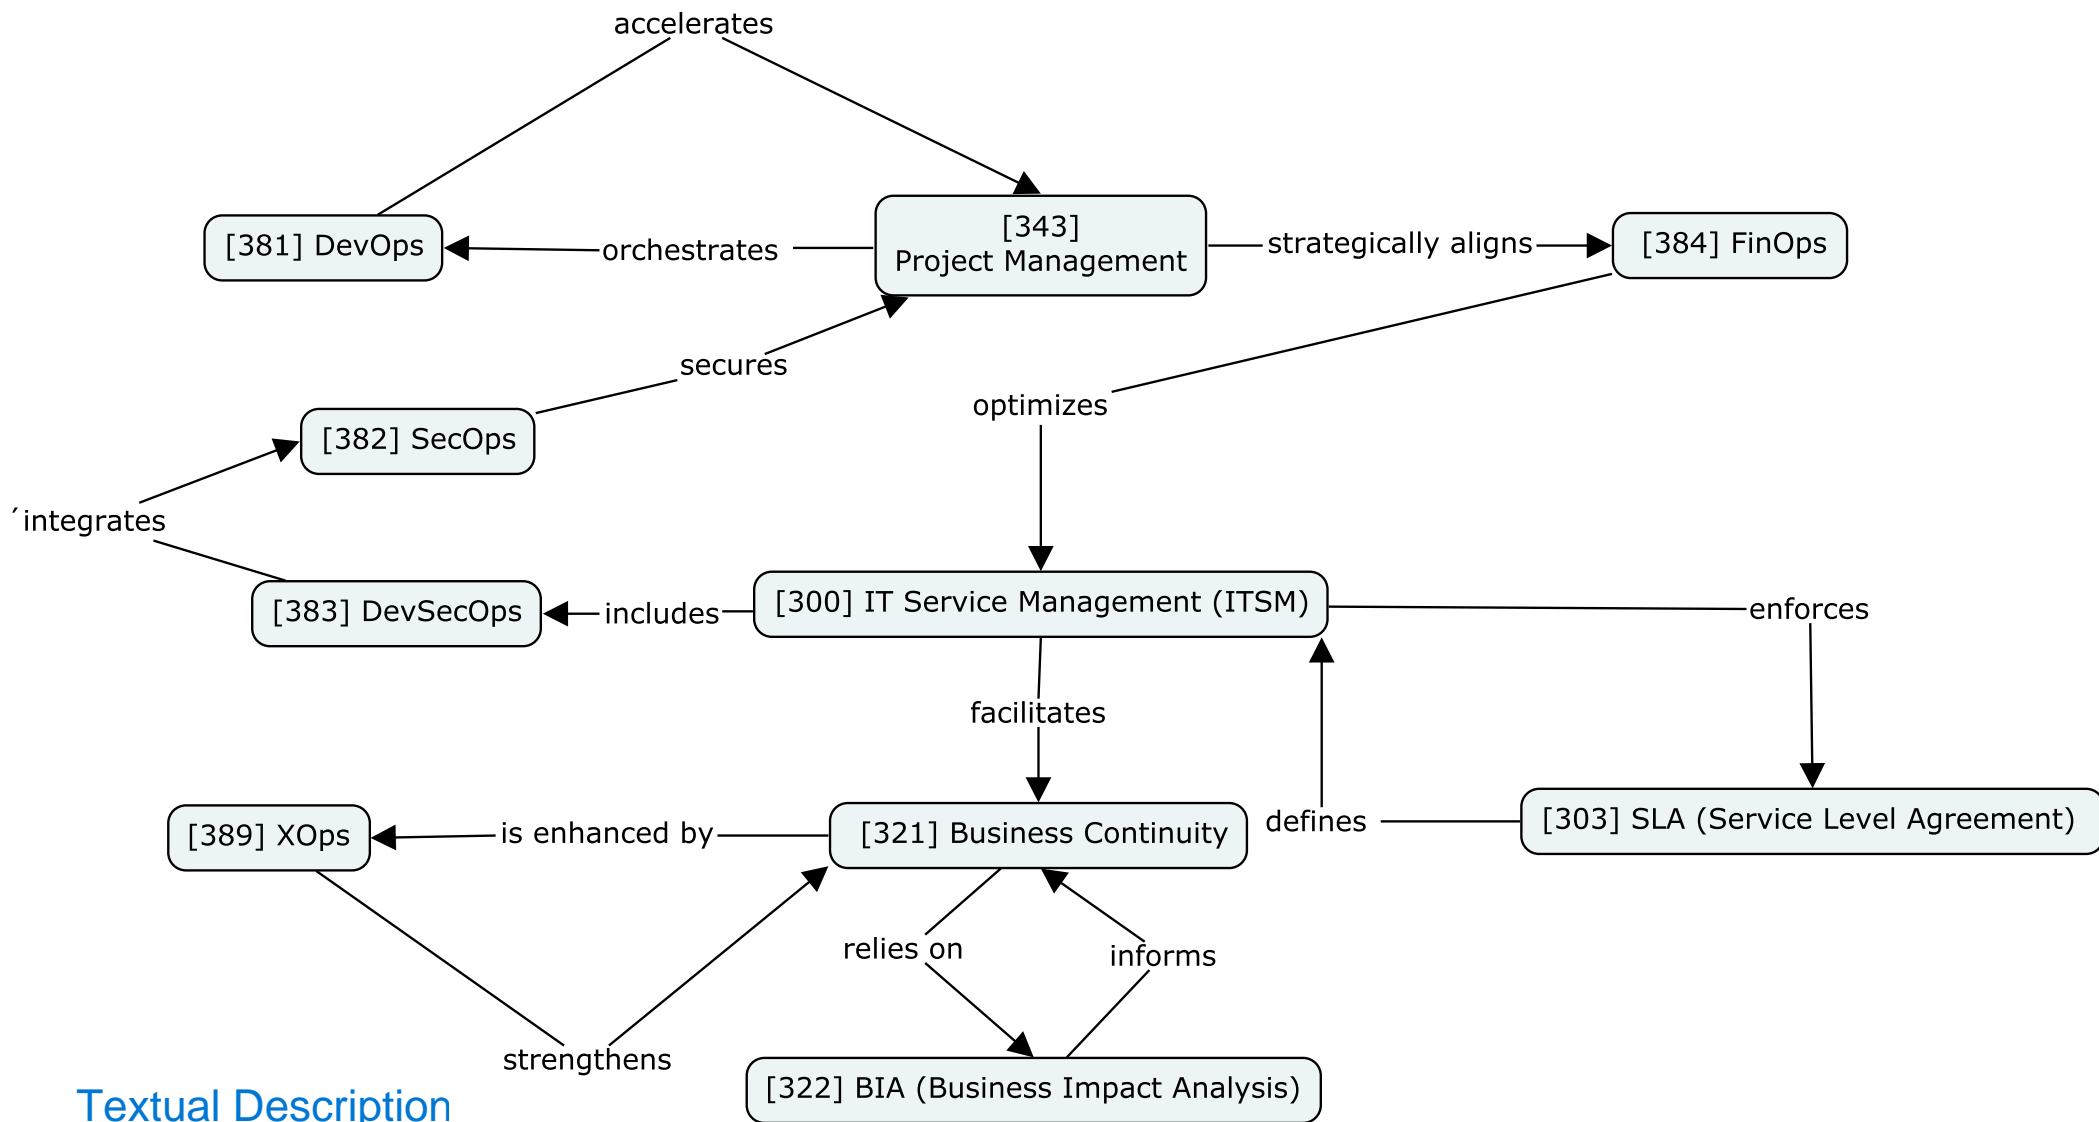 accelerates
[381] DevOps
orchestrates
[343]
Project Management
strategically aligns
[384] FinOps
secures
optimizes
[382] SecOps
´integrates
[383] DevSecOps
includes
[300] IT Service Management (ITSM)
enforces
facilitates
[389] XOps
is enhanced by
[321] Business Continuity
defines
[303] SLA (Service Level Agreement)
relies on
informs
strengthens
[322] BIA (Business Impact Analysis)
Textual Description